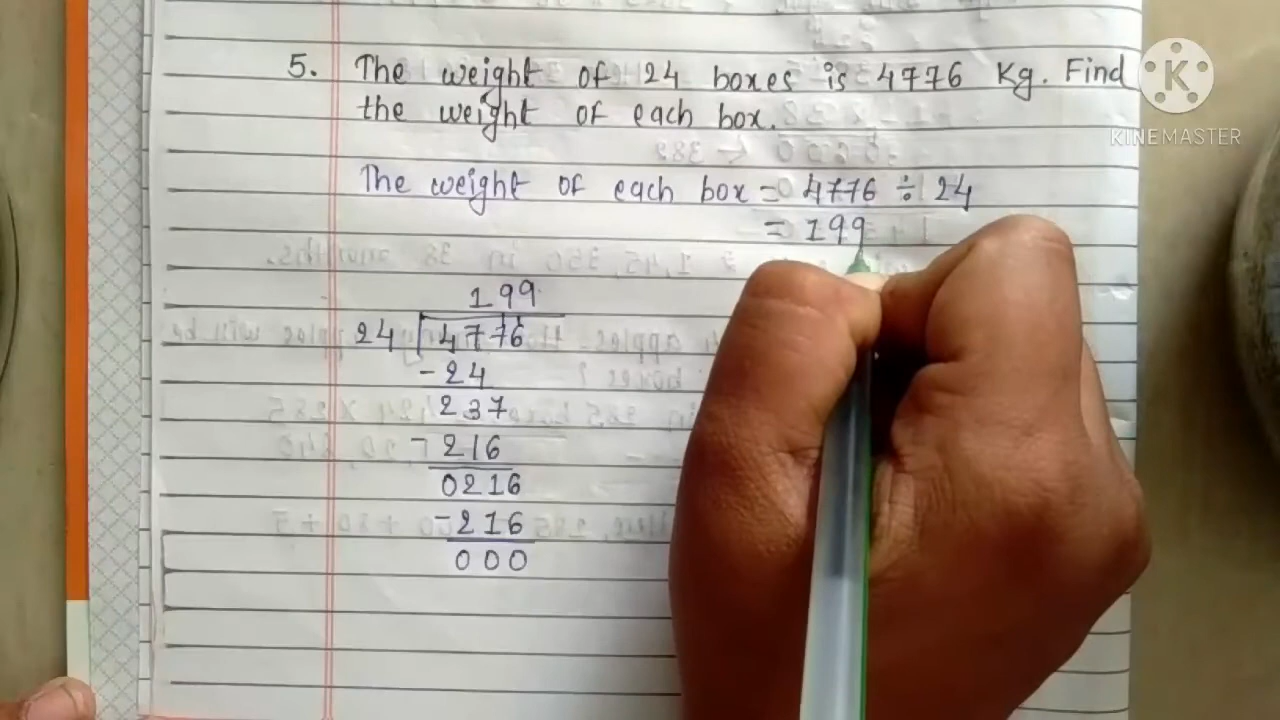 5. The weight of 24 boxes is 4776 Kg. Find
the weight of each box.
The weight of each box = 4776 ÷ 24
= 199
199
24 4776
-24
237
-216
0216
-216
000
K
KINEMASTER